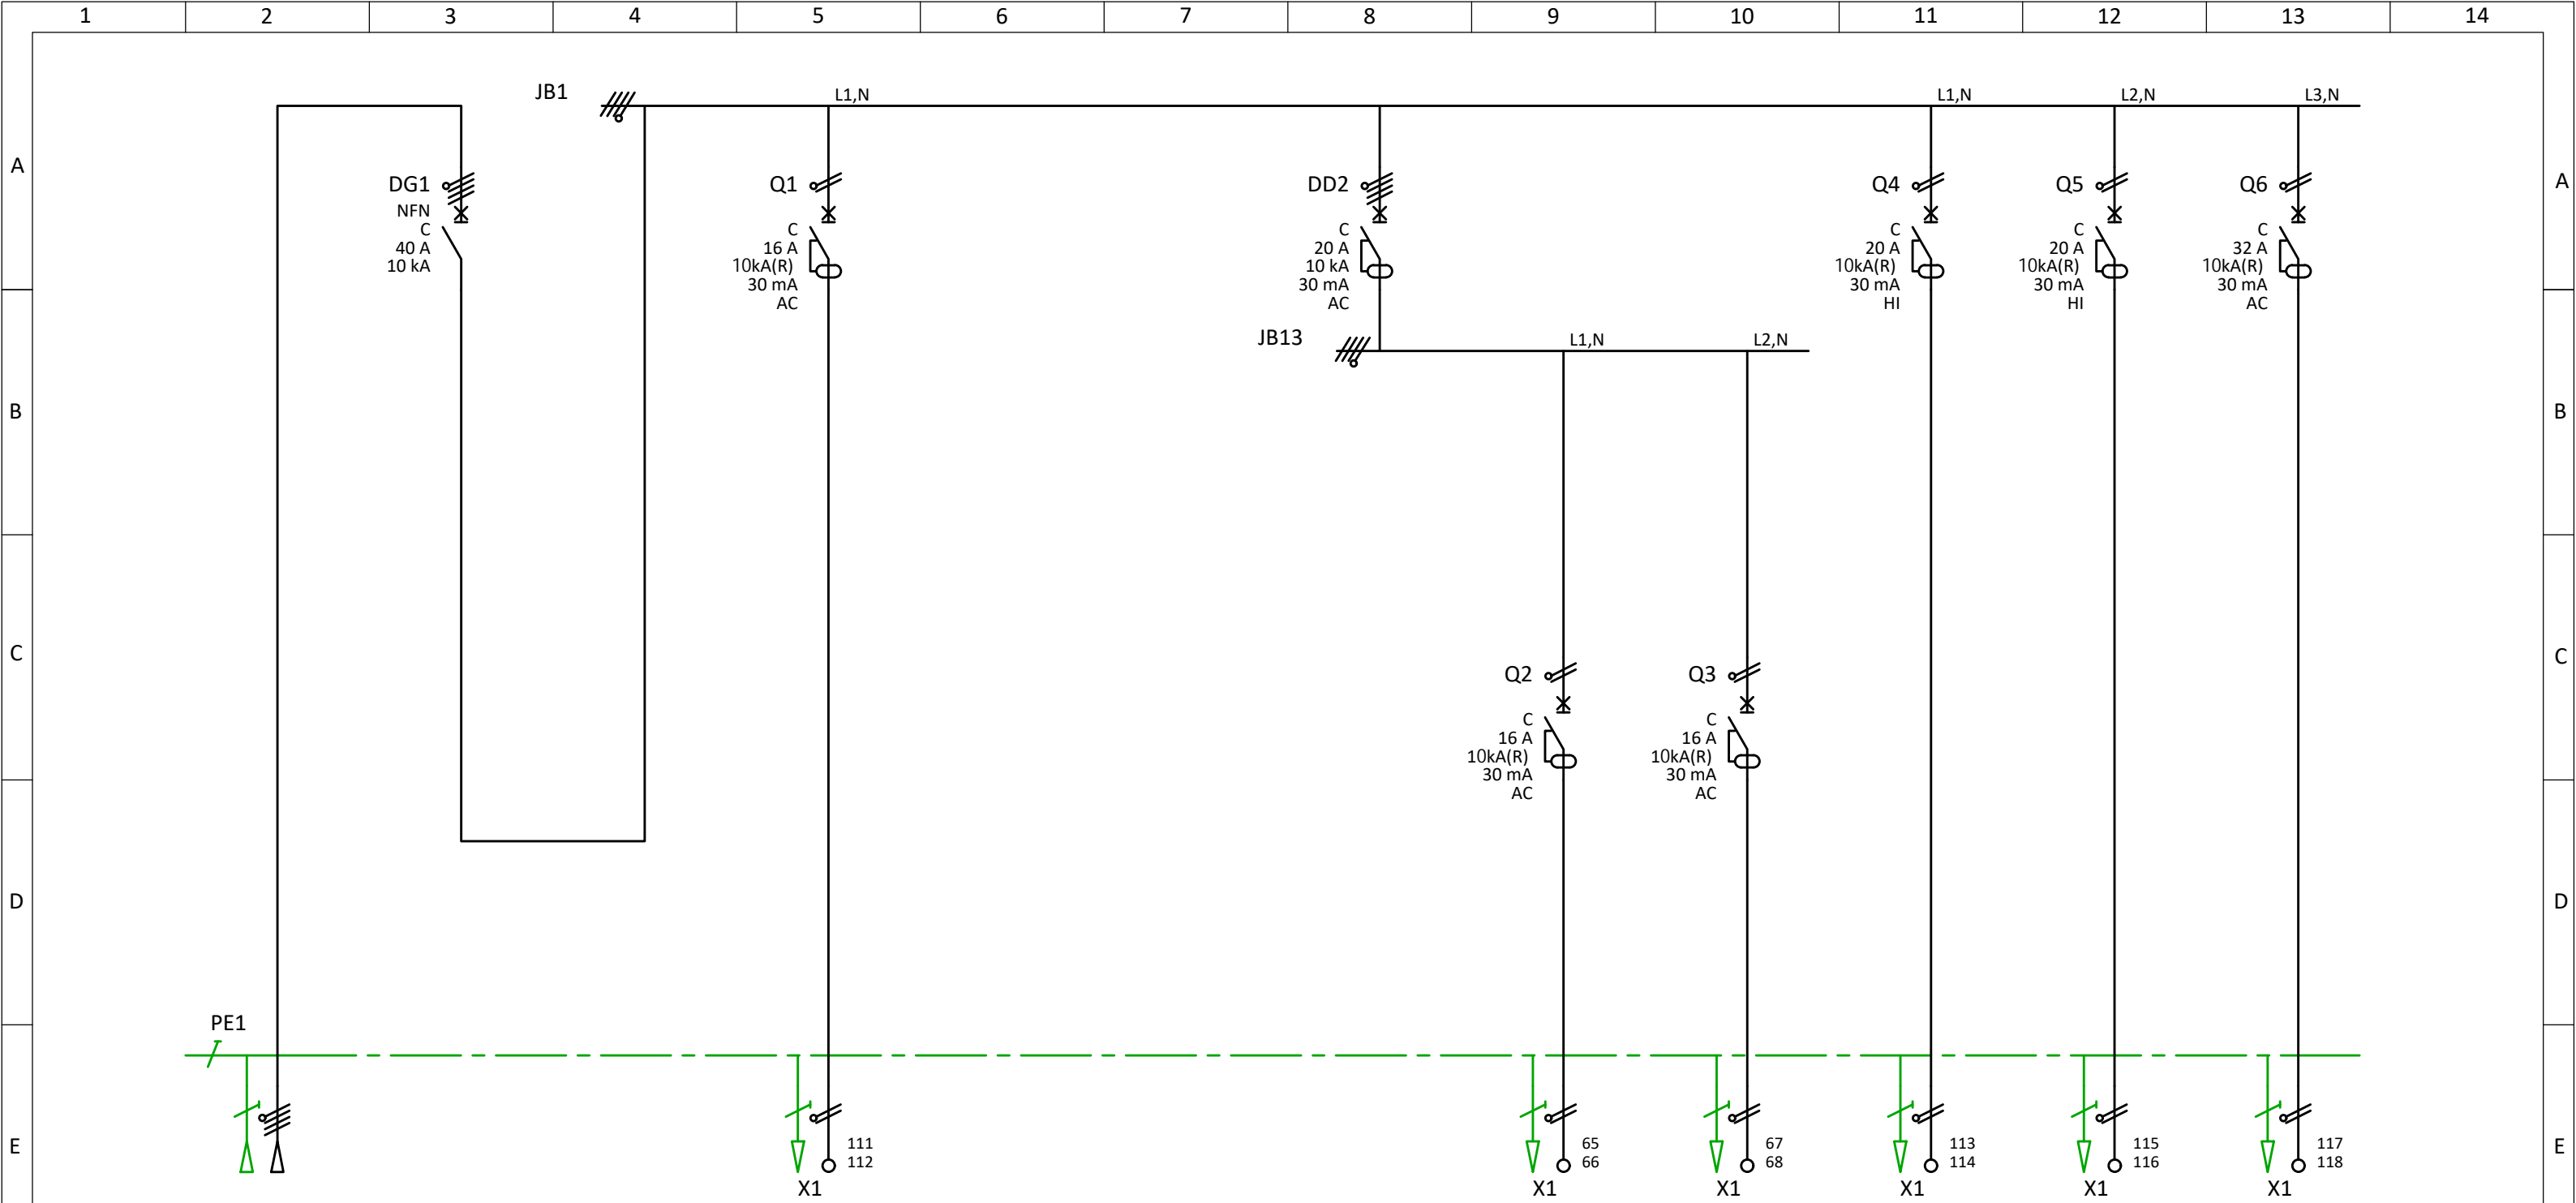 1 2 3 4 5 6 7 8 9 10 11 12 13 14
JB1
L1,N
L1,N
L2,N
L3,N
A
A
DG1
NFN
C
40 A
10 kA
Q1
C
16 A
10kA(R)
30 mA
AC
DD2
C
20 A
10 kA
30 mA
AC
Q4
C
20 A
10kA(R)
30 mA
HI
Q5
C
20 A
10kA(R)
30 mA
HI
Q6
C
32 A
10kA(R)
30 mA
AC
JB13
L1,N
L2,N
B
B
C
C
Q2
C
16 A
10kA(R)
30 mA
AC
Q3
C
16 A
10kA(R)
30 mA
AC
D
D
PE1
E
E
111
112
X1
65
66
X1
67
68
X1
113
114
X1
115
116
X1
117
118
X1